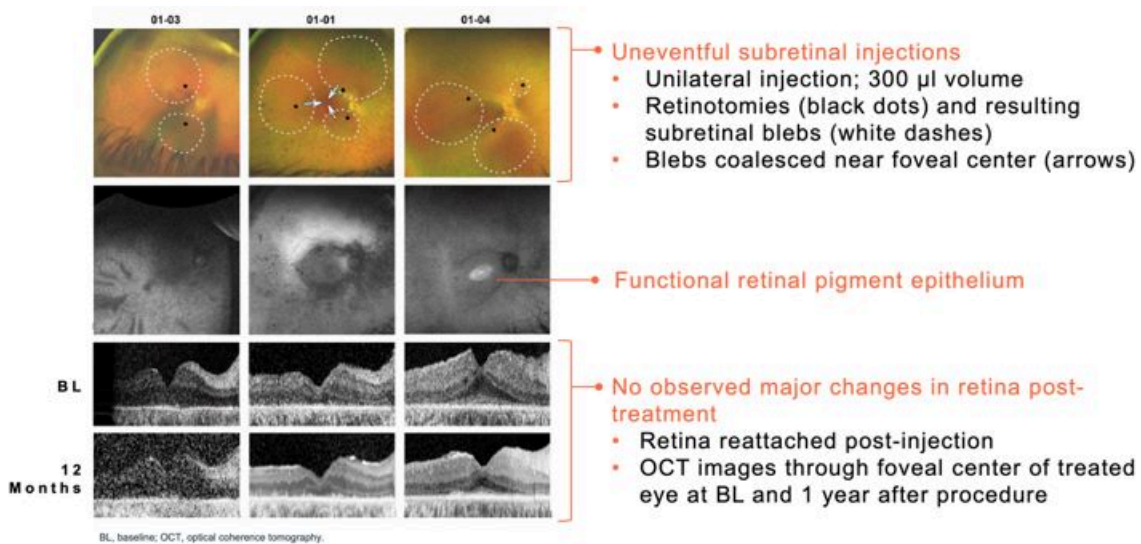 01-03 01-01 01-04
Uneventful subretinal injections
• Unilateral injection; 300 µl volume
• Retinotomies (black dots) and resulting
subretinal blebs (white dashes)
• Blebs coalesced near foveal center (arrows)
Functional retinal pigment epithelium
BL
No observed major changes in retina post-
treatment
• Retina reattached post-injection
• OCT images through foveal center of treated
eye at BL and 1 year after procedure
12
Months
BL, baseline; OCT, optical coherence tomography.